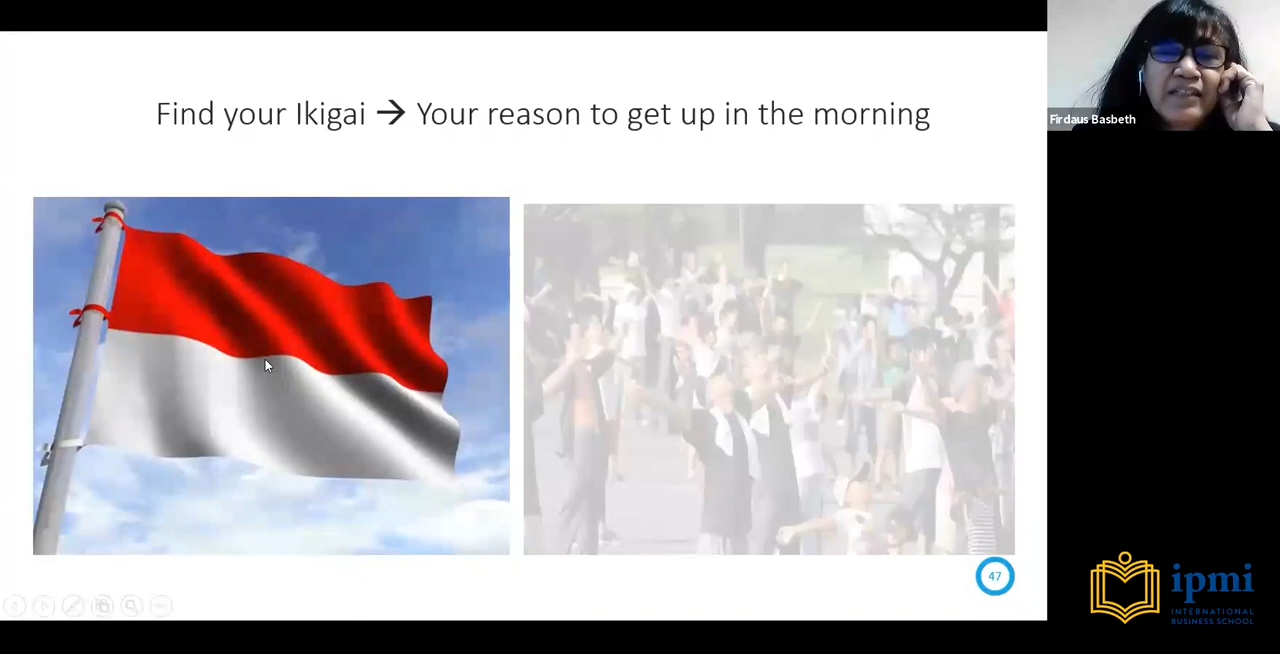 Find your Ikigai → Your reason to get up in the morning
Firdaus Basbeth
47
ipmi
INTERNATIONAL
BUSINESS SCHOOL